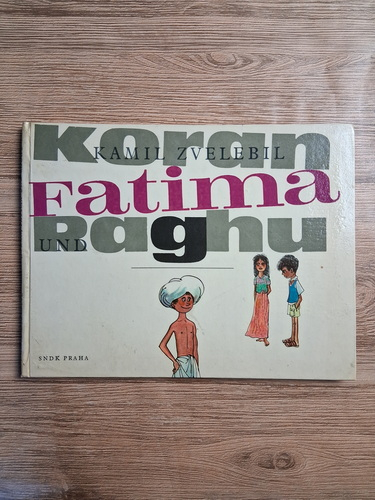 Koran
KAMIL ZVELEBIL
Fatima
UND Raghu
SNDK PRAHA